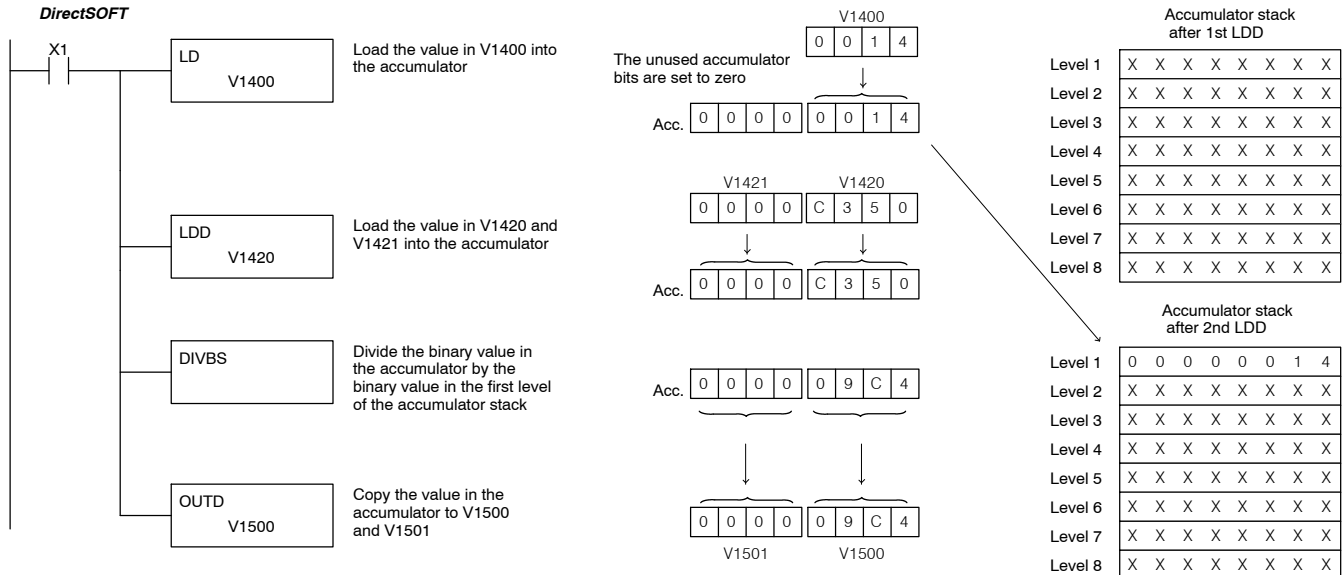 DirectSOFT
X1
LD
V1400
Load the value in V1400 into
the accumulator
LDD
V1420
Load the value in V1420 and
V1421 into the accumulator
DIVBS
Divide the binary value in
the accumulator by the
binary value in the first level
of the accumulator stack
OUTD
V1500
Copy the value in the
accumulator to V1500
and V1501
V1400
0 0 1 4
The unused accumulator
bits are set to zero
Acc. 0 0 0 0 0 0 1 4
V1421 V1420
0 0 0 0 C 3 5 0
Acc. 0 0 0 0 C 3 5 0
Acc. 0 0 0 0 0 9 C 4
0 0 0 0 0 9 C 4
V1501 V1500
Accumulator stack
after 1st LDD
Level 1 X X X X X X X X
Level 2 X X X X X X X X
Level 3 X X X X X X X X
Level 4 X X X X X X X X
Level 5 X X X X X X X X
Level 6 X X X X X X X X
Level 7 X X X X X X X X
Level 8 X X X X X X X X
Accumulator stack
after 2nd LDD
Level 1 0 0 0 0 0 0 1 4
Level 2 X X X X X X X X
Level 3 X X X X X X X X
Level 4 X X X X X X X X
Level 5 X X X X X X X X
Level 6 X X X X X X X X
Level 7 X X X X X X X X
Level 8 X X X X X X X X